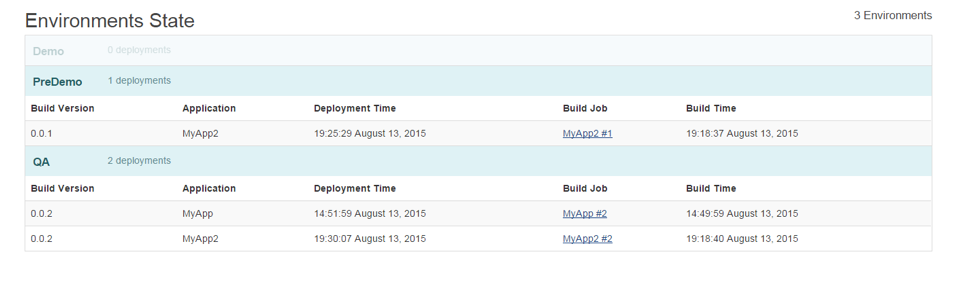 Environments State
3 Environments
Demo 0 deployments
PreDemo 1 deployments
Build Version Application Deployment Time Build Job Build Time
0.0.1 MyApp2 19:25:29 August 13, 2015 MyApp2 #1 19:18:37 August 13, 2015
QA 2 deployments
Build Version Application Deployment Time Build Job Build Time
0.0.2 MyApp 14:51:59 August 13, 2015 MyApp #2 14:49:59 August 13, 2015
0.0.2 MyApp2 19:30:07 August 13, 2015 MyApp2 #2 19:18:40 August 13, 2015